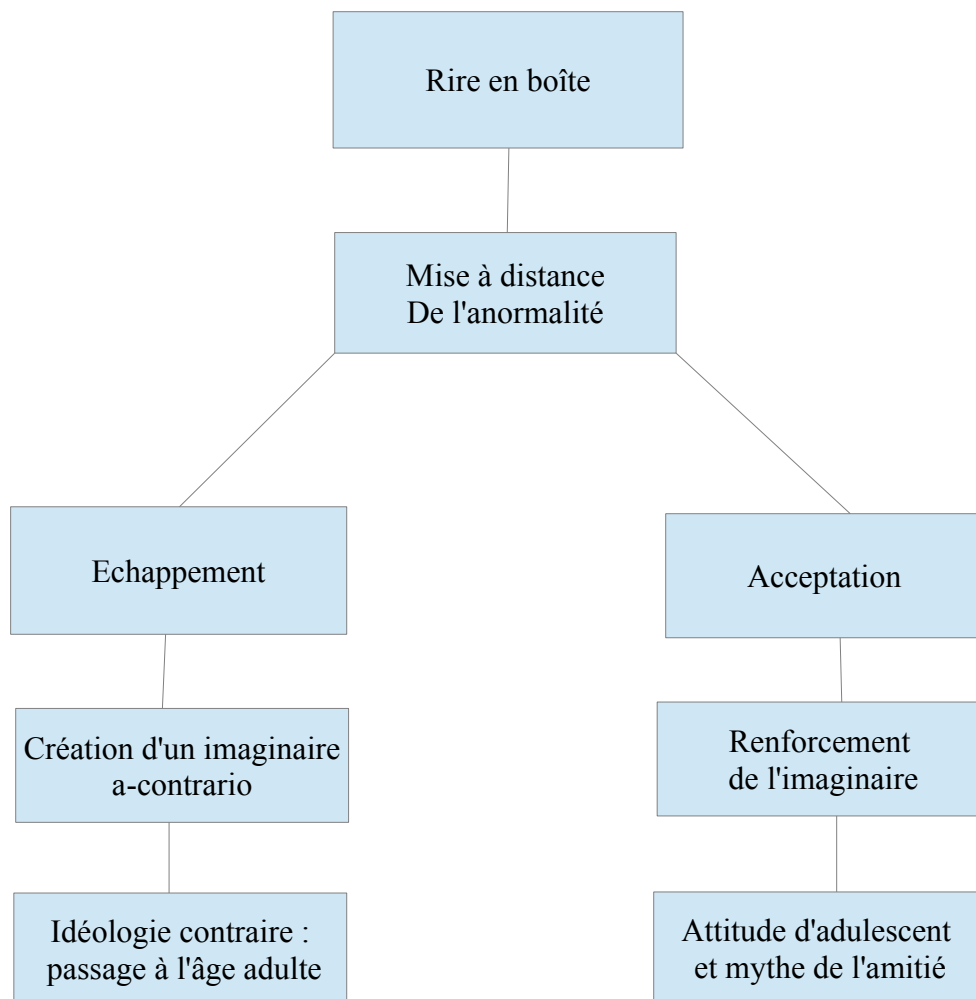 Rire en boîte
Mise à distance
De l'anormalité
Echappement
Acceptation
Création d'un imaginaire
a-contrario
Renforcement
de l'imaginaire
Idéologie contraire :
passage à l'âge adulte
Attitude d'adulescent
et mythe de l'amitié